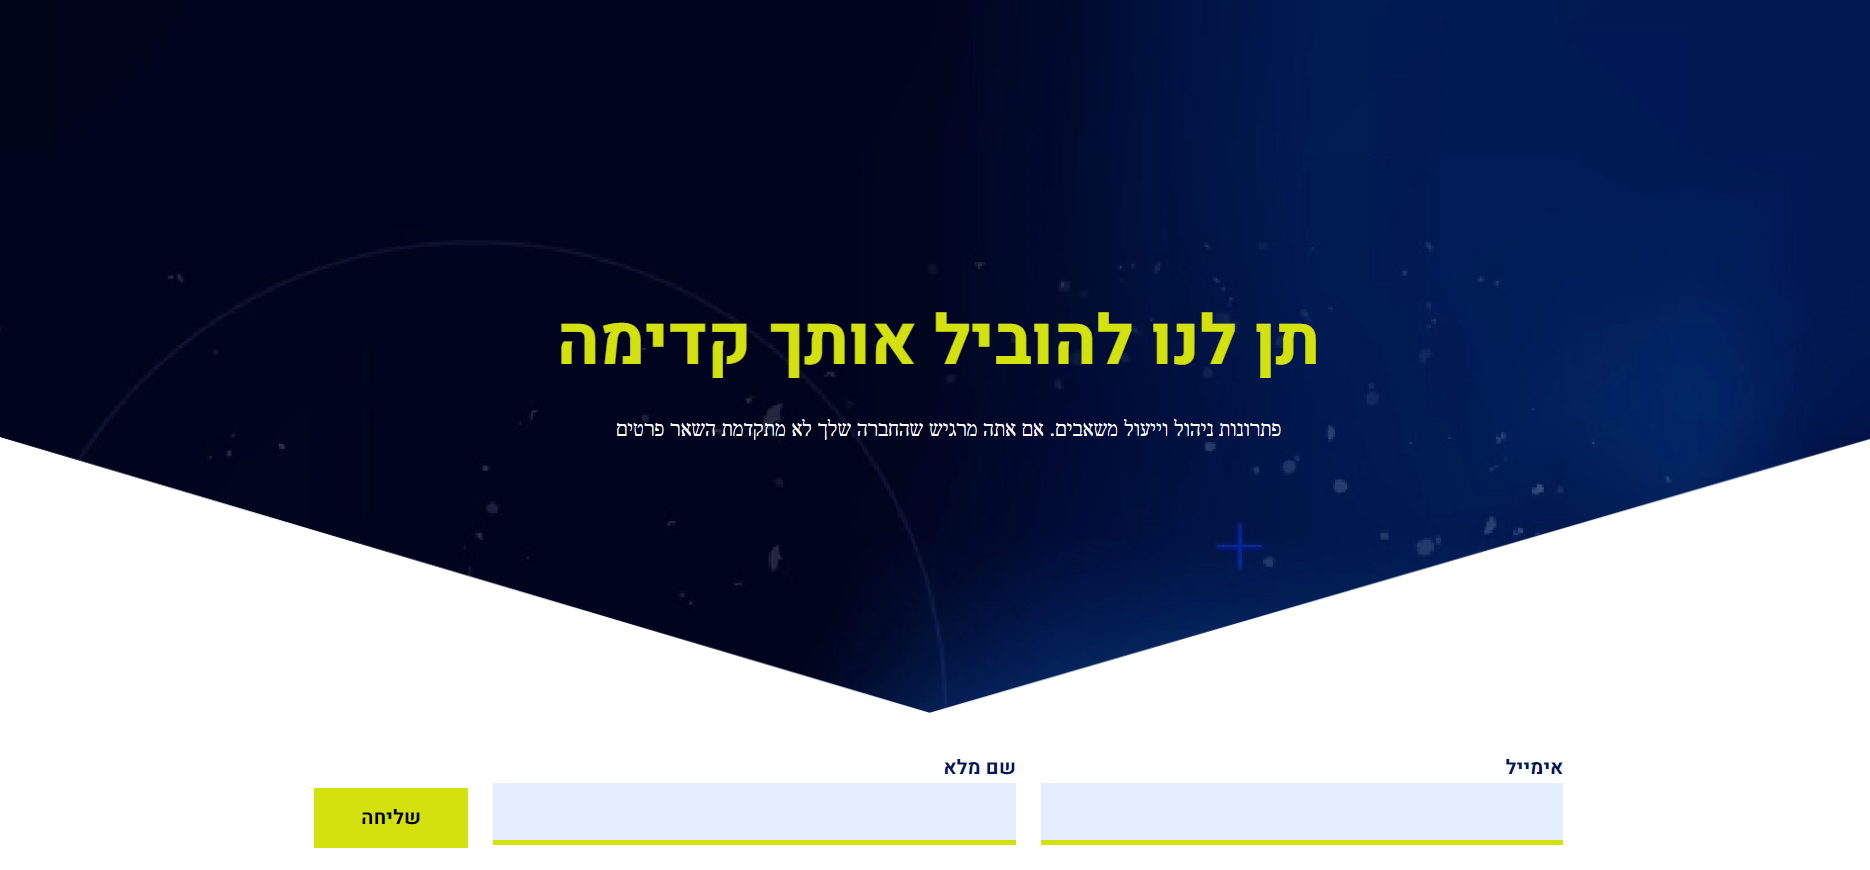 תן לנו להוביל אותך קדימה
פתרונות ניהול וייעול משאבים. אם אתה מרגיש שהחברה שלך לא מתקדמת השאר פרטים
אימייל
שם מלא
שליחה